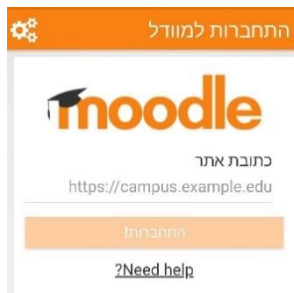 התחברות למוודל
moodle
כתובת אתר
https://campus.example.edu
התחברות!
?Need help